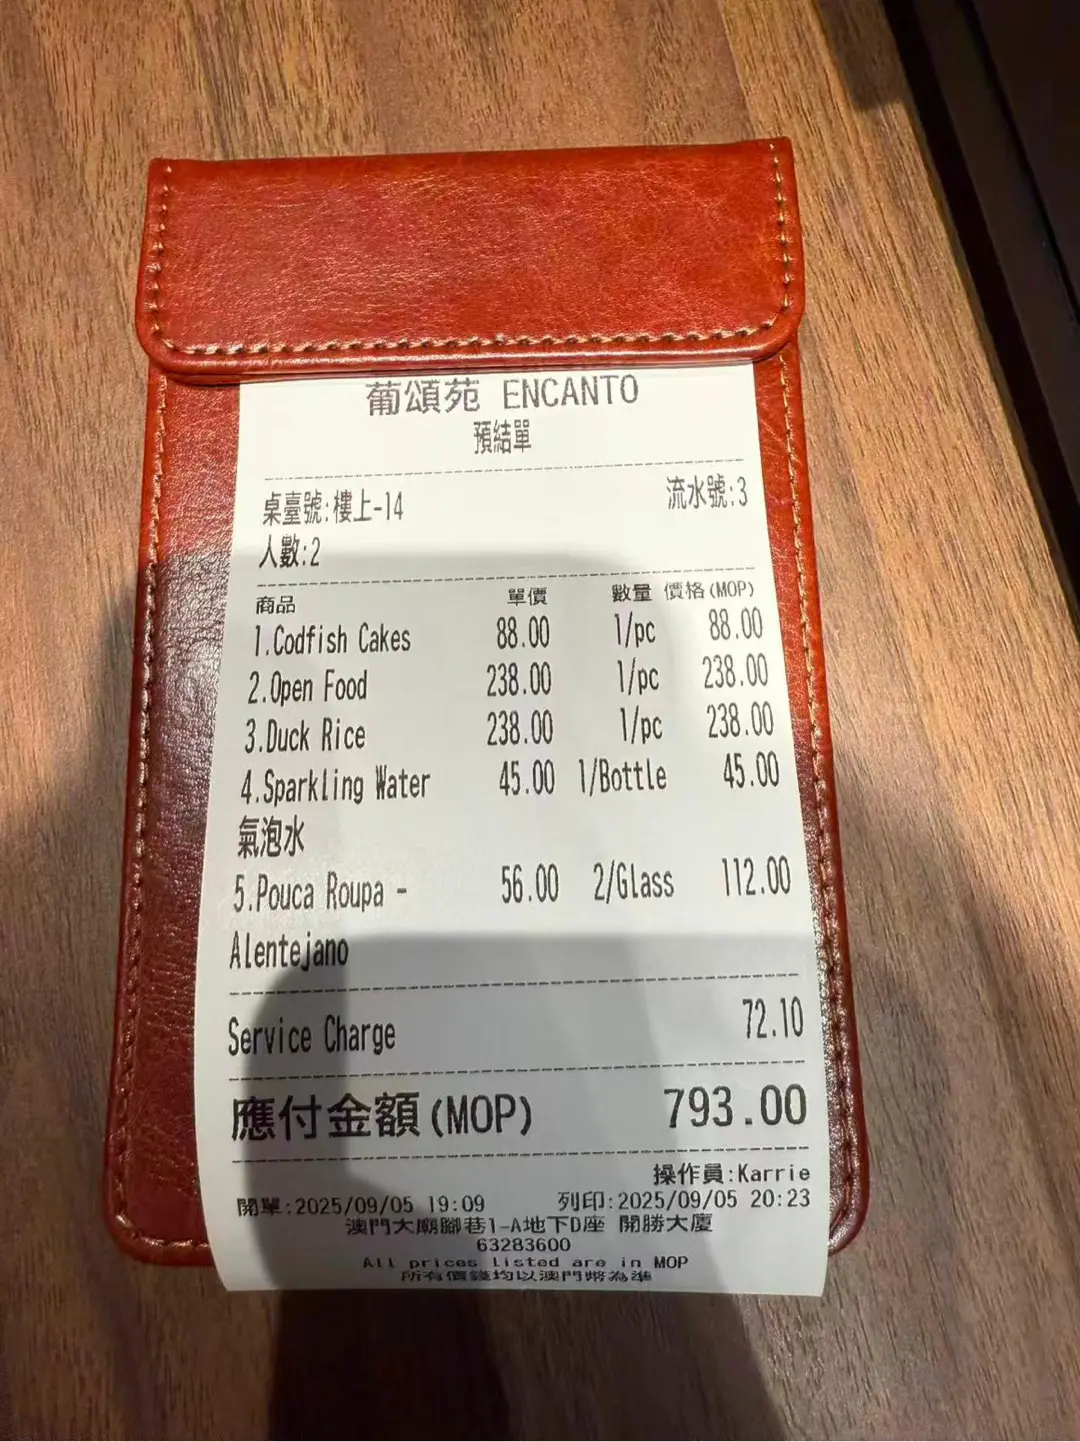 葡頌苑 ENCANTO
預結單
桌臺號:樓上-14 流水號:3
人數:2
商品 單價 數量 價格(MOP)
1.Codfish Cakes 88.00 1/pc 88.00
2.Open Food 238.00 1/pc 238.00
3.Duck Rice 238.00 1/pc 238.00
4.Sparkling Water 45.00 1/Bottle 45.00
氣泡水
5.Pouca Roupa - 56.00 2/Glass 112.00
Alentejano
Service Charge 72.10
應付金額(MOP) 793.00
操作員:Karrie
開單:2025/09/05 19:09 列印:2025/09/05 20:23
澳門大廟腳巷1-A地下D座 開勝大廈
63283600
All prices listed are in MOP
所有價錢均以澳門幣為準